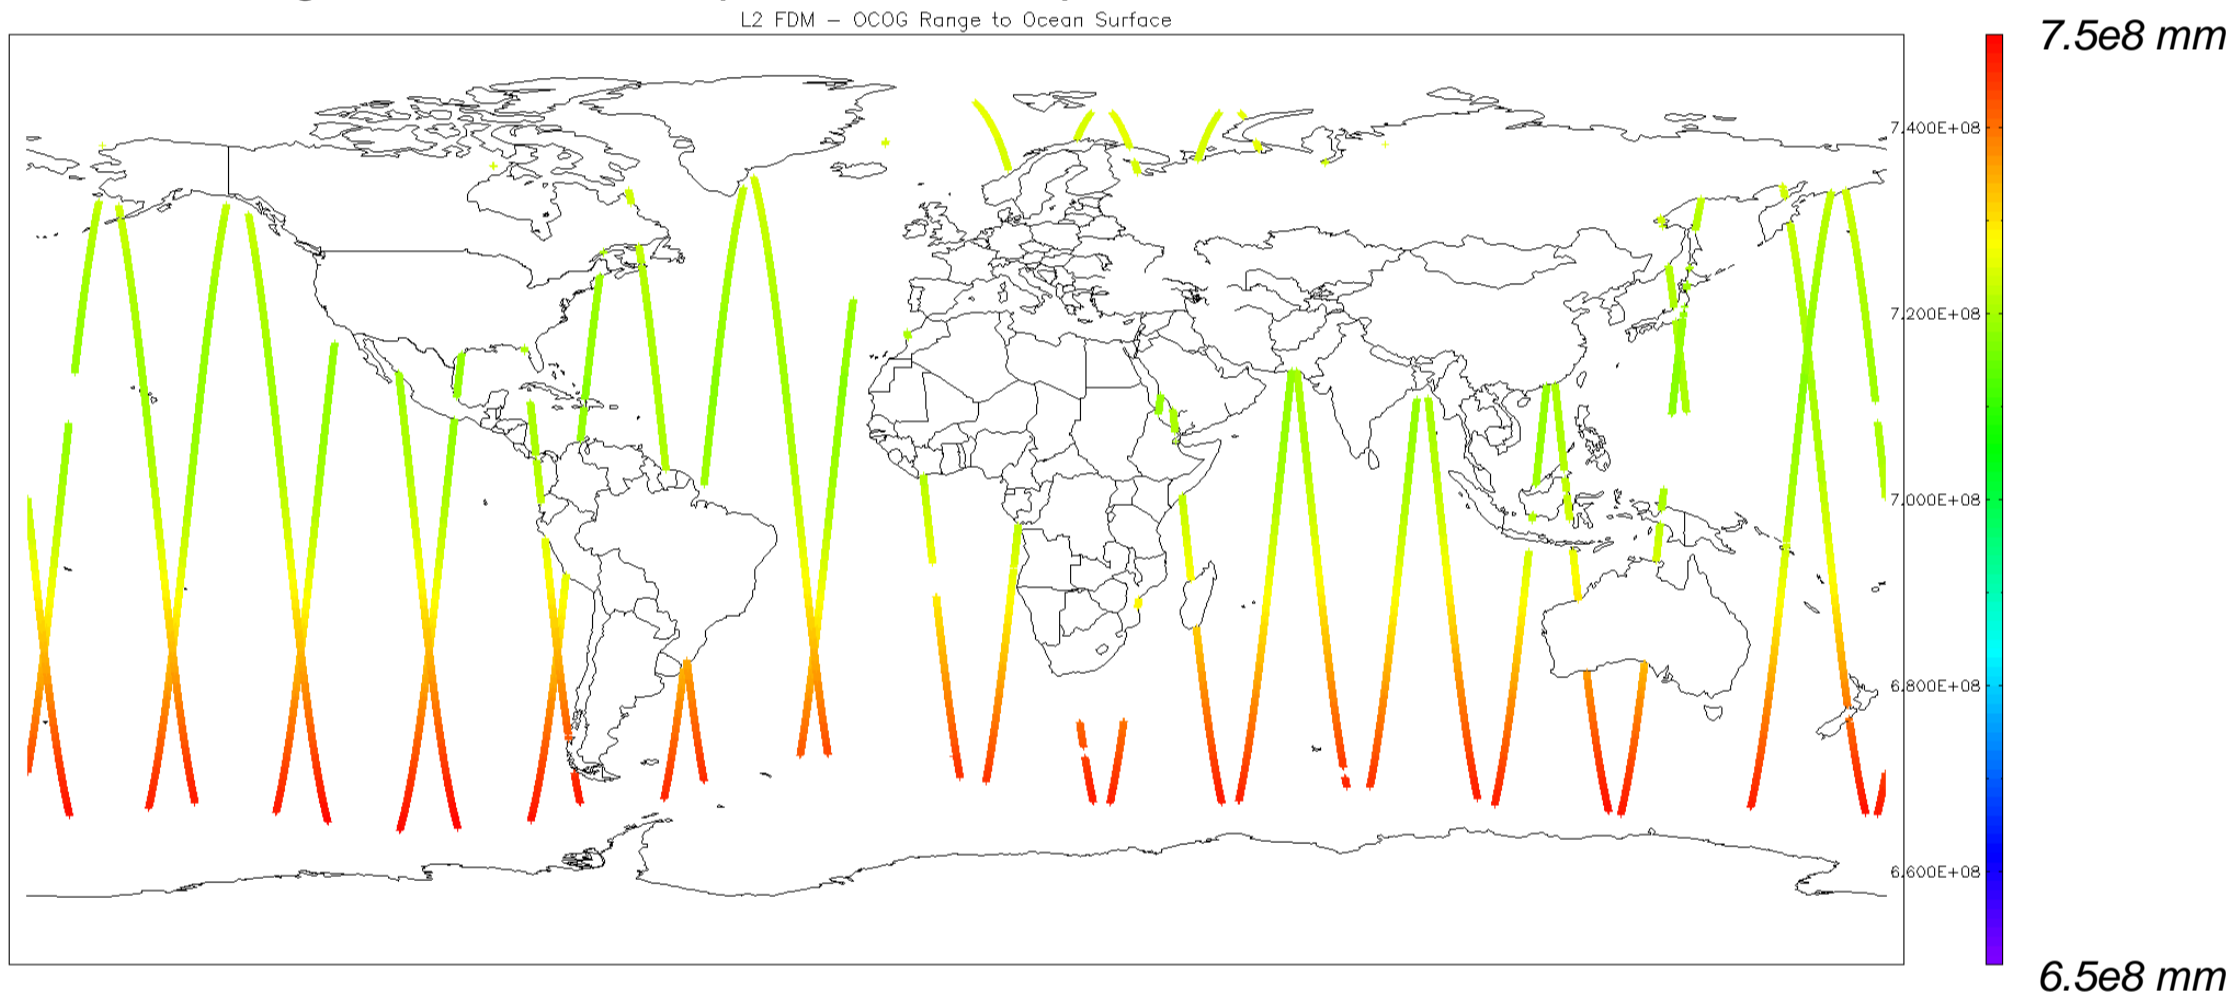 L2 FDM – OCOG Range to Ocean Surface
7.5e8 mm
7.400E+08
7.200E+08
7.000E+08
6.800E+08
6.600E+08
6.5e8 mm